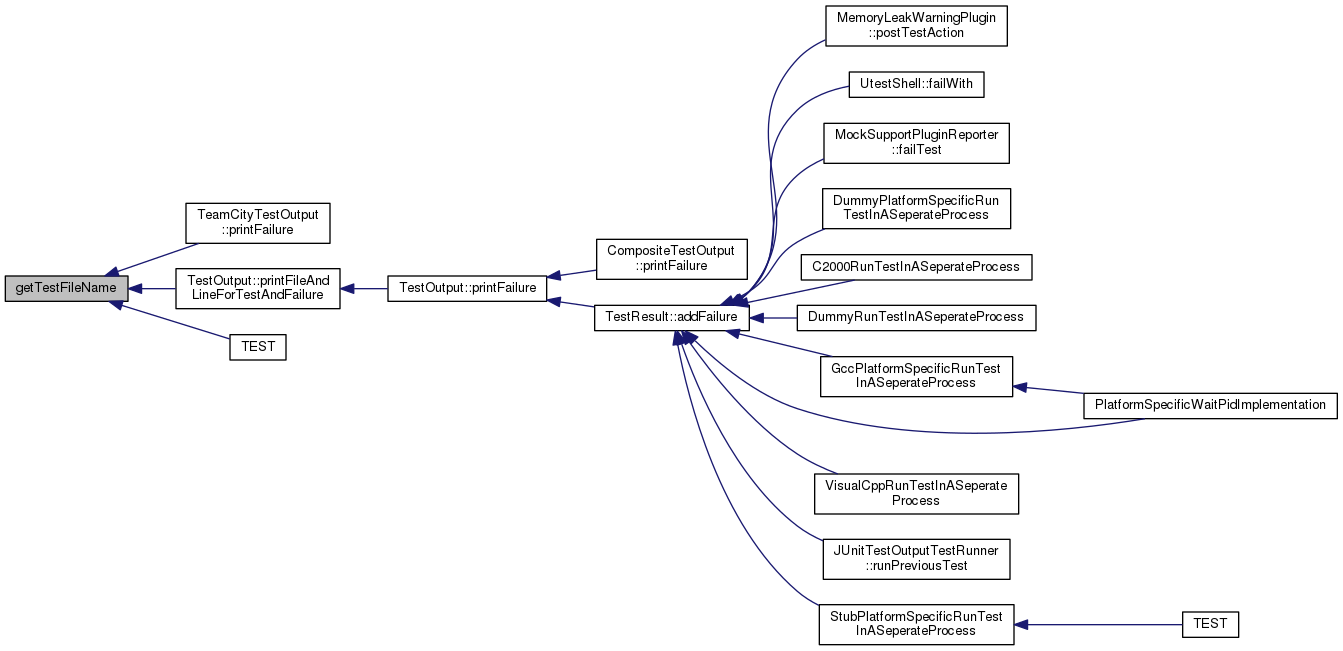 MemoryLeakWarningPlugin
::postTestAction
UtestShell::failWith
MockSupportPluginReporter
::failTest
DummyPlatformSpecificRun
TestInASeperateProcess
TeamCityTestOutput
::printFailure
CompositeTestOutput
::printFailure
C2000RunTestInASeperateProcess
getTestFileName
TestOutput::printFileAnd
LineForTestAndFailure
TestOutput::printFailure
TestResult::addFailure
DummyRunTestInASeperateProcess
TEST
GccPlatformSpecificRunTest
InASeperateProcess
PlatformSpecificWaitPidImplementation
VisualCppRunTestInASeperate
Process
JUnitTestOutputTestRunner
::runPreviousTest
StubPlatformSpecificRunTest
InASeperateProcess
TEST